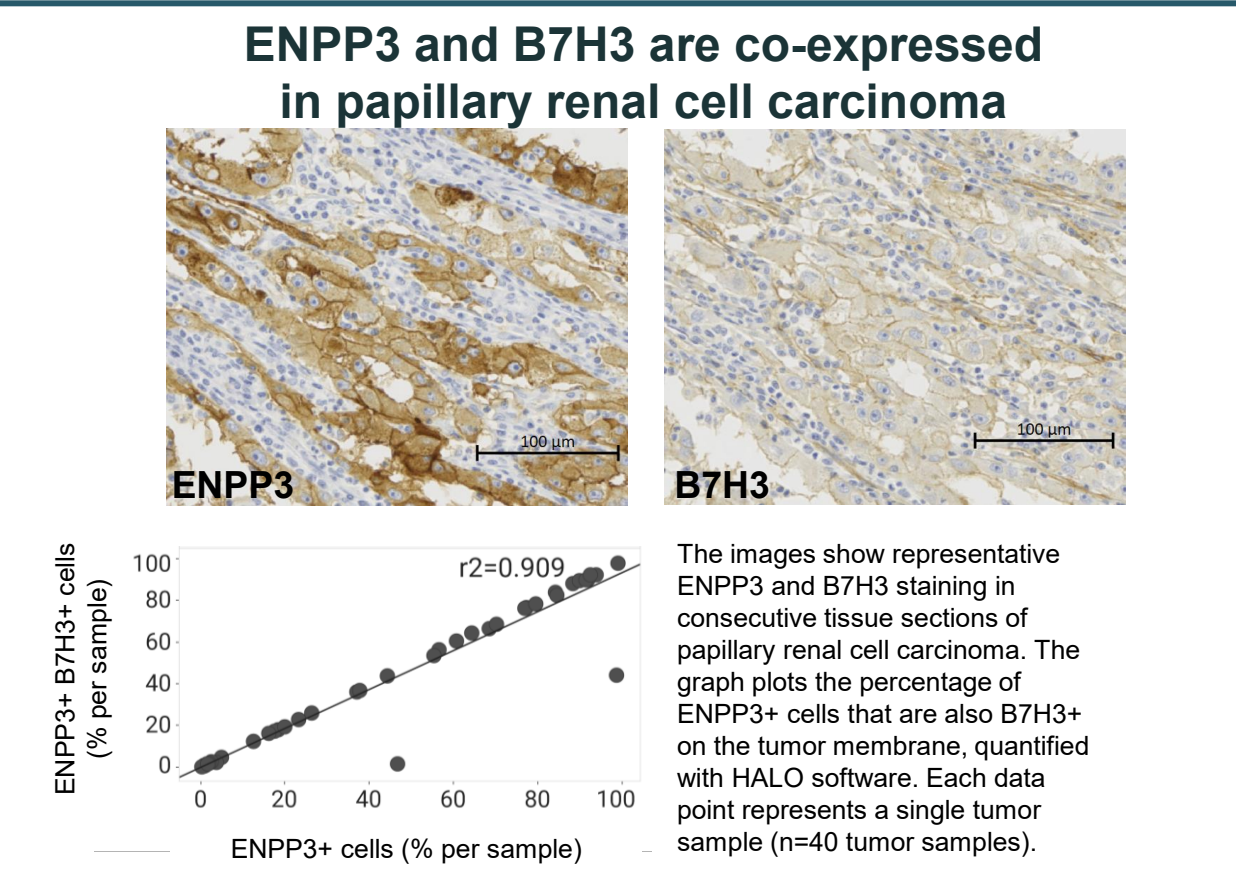 ENPP3 and B7H3 are co-expressed
in papillary renal cell carcinoma
100 µm
ENPP3
100 µm
B7H3
ENPP3+ B7H3+ cells
(% per sample)
100
80
60
40
20
0
r2=0.909
0
20
40
60
80
100
ENPP3+ cells (% per sample)
The images show representative
ENPP3 and B7H3 staining in
consecutive tissue sections of
papillary renal cell carcinoma. The
graph plots the percentage of
ENPP3+ cells that are also B7H3+
on the tumor membrane, quantified
with HALO software. Each data
point represents a single tumor
sample (n=40 tumor samples).